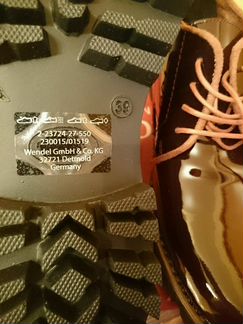 2-23724-27-550
230015/01519
Wendel GmbH & Co. KG
32721 Detmold
Germany
39